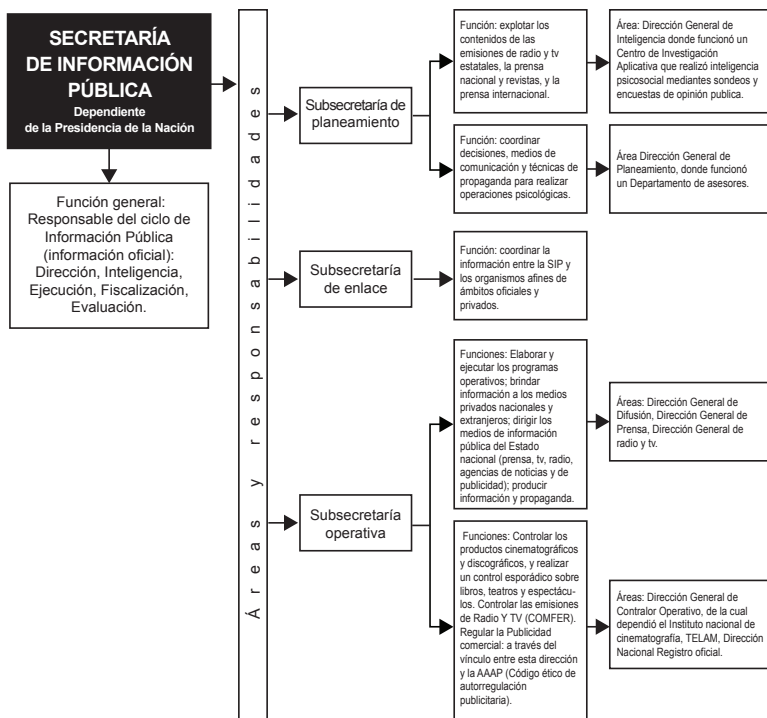 SECRETARÍA
DE INFORMACIÓN
PÚBLICA
Dependiente
de la Presidencia de la Nación
Función general:
Responsable del ciclo de
Información Pública
(información oficial):
Dirección, Inteligencia,
Ejecución, Fiscalización,
Evaluación.
Áreas y responsabilidades
Subsecretaría de
planeamiento
Función: explotar los
contenidos de las
emisiones de radio y tv
estatales, la prensa
nacional y revistas, y la
prensa internacional.
Área: Dirección General de
Inteligencia donde funcionó un
Centro de Investigación
Aplicativa que realizó inteligencia
psicosocial mediantes sondeos y
encuestas de opinión publica.
Función: coordinar
decisiones, medios de
comunicación y técnicas de
propaganda para realizar
operaciones psicológicas.
Área Dirección General de
Planeamiento, donde funcionó
un Departamento de asesores.
Subsecretaría
de enlace
Función: coordinar la
información entre la SIP y
los organismos afines de
ámbitos oficiales y
privados.
Subsecretaría
operativa
Funciones: Elaborar y
ejecutar los programas
operativos; brindar
información a los medios
privados nacionales y
extranjeros; dirigir los
medios de información
pública del Estado
nacional (prensa, tv, radio,
agencias de noticias y de
publicidad); producir
información y propaganda.
Áreas: Dirección General de
Difusión, Dirección General de
Prensa, Dirección General de
radio y tv.
Funciones: Controlar los
productos cinematográficos
y discográficos, y realizar
un control esporádico sobre
libros, teatros y espectácu-
los. Controlar las emisiones
de Radio Y TV (COMFER).
Regular la Publicidad
comercial: a través del
vínculo entre esta dirección
y la AAAP (Código ético de
autorregulación
publicitaria).
Áreas: Dirección General de
Contralor Operativo, de la cual
dependió el Instituto nacional de
cinematografía, TELAM, Dirección
Nacional Registro oficial.